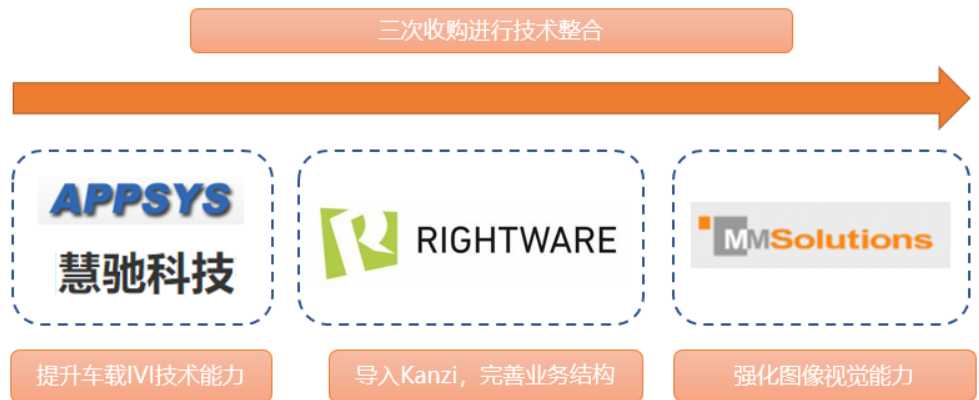 三次收购进行技术整合
APPSYS
慧驰科技
RIGHTWARE
MMSolutions
提升车载IVI技术能力
导入Kanzi，完善业务结构
强化图像视觉能力